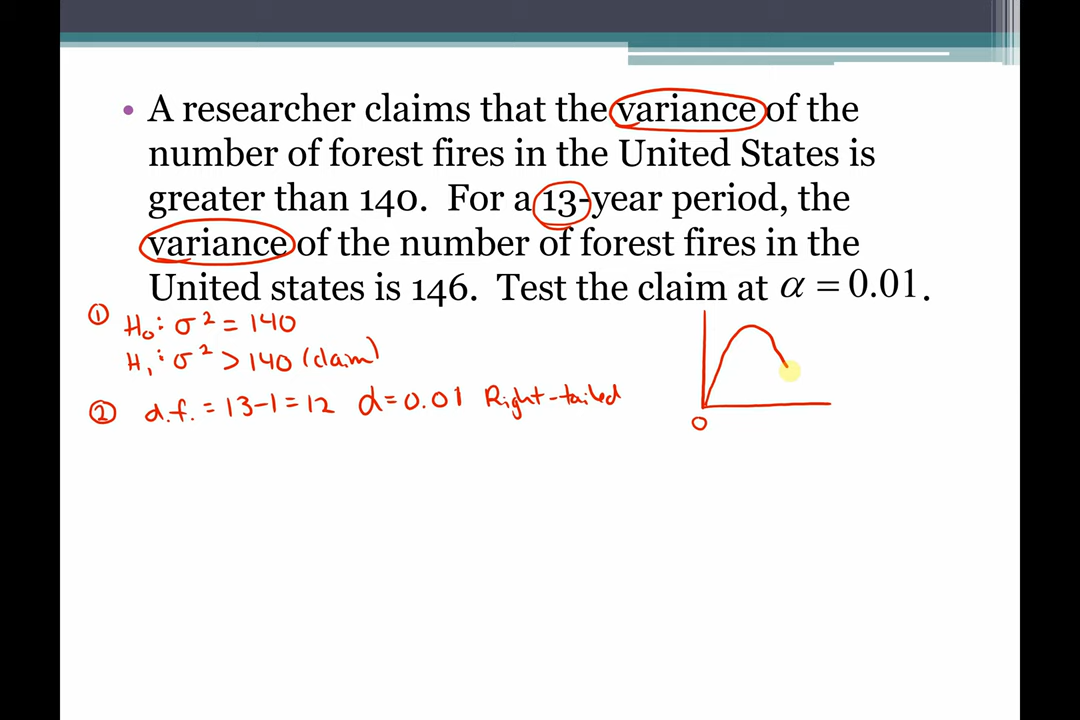 • A researcher claims that the variance of the
number of forest fires in the United States is
greater than 140. For a 13-year period, the
variance of the number of forest fires in the
United states is 146. Test the claim at α = 0.01.
① H₀: σ² = 140
H₁: σ² > 140 (claim)
② d.f. = 13-1 = 12 α = 0.01 Right-tailed
0